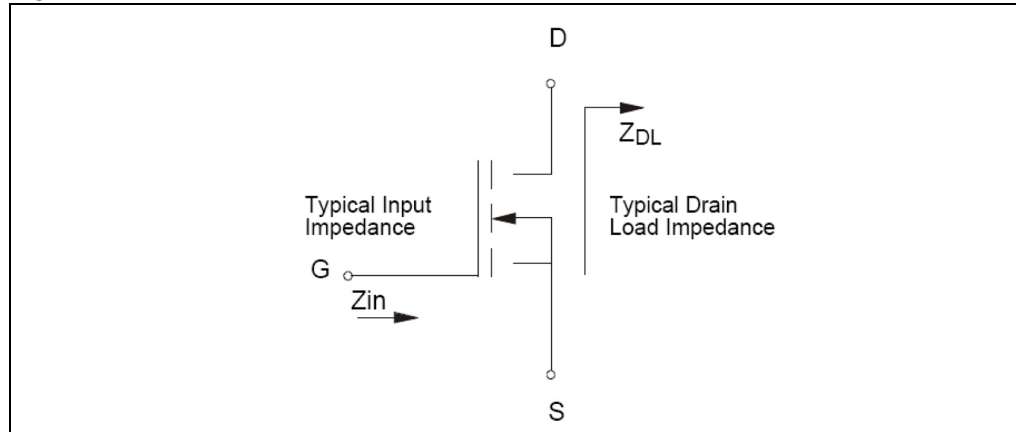 D
ZDL
Typical Input
Impedance
Typical Drain
Load Impedance
G
Zin
S